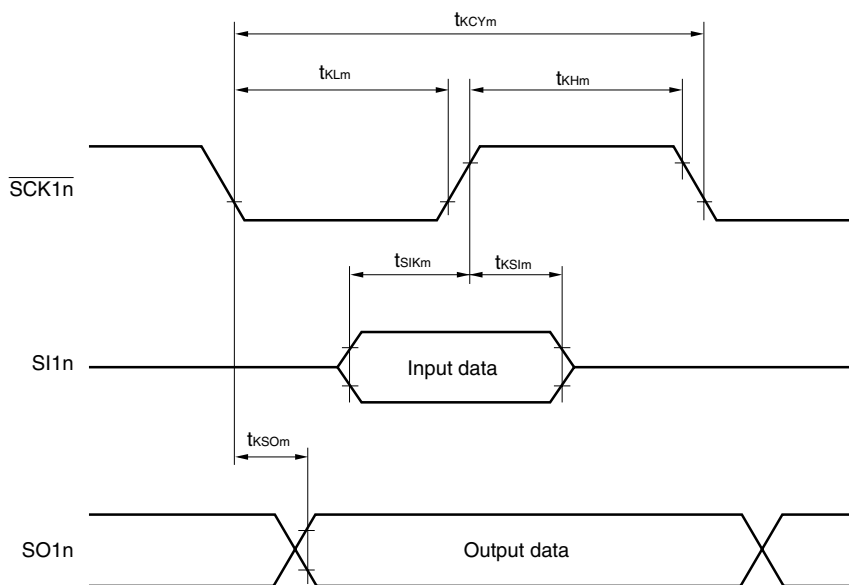 tKCYm
tKLm
tKHm
SCK1n
tSIKm
tKSIm
SI1n
Input data
tKSOm
SO1n
Output data